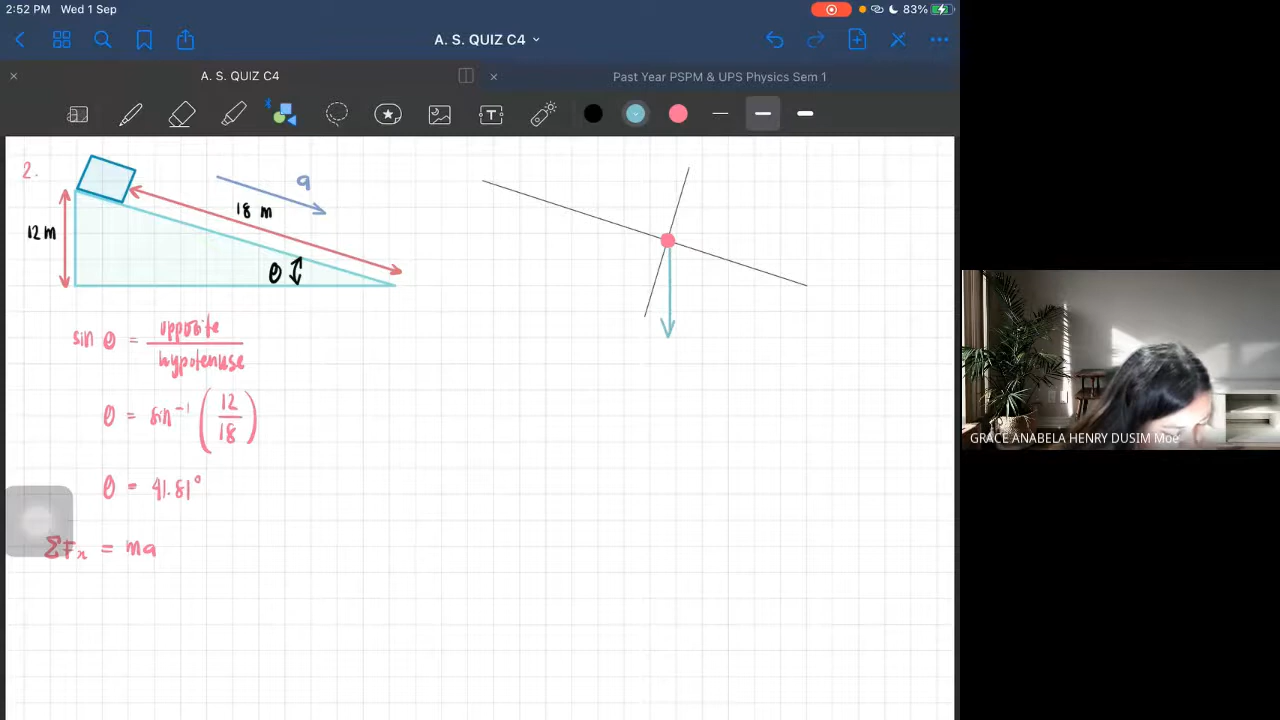 2:52 PM Wed 1 Sep
83%
A. S. QUIZ C4
A. S. QUIZ C4
Past Year PSPM & UPS Physics Sem 1
2.
a
18 m
12 m
θ
sin θ = opposite / hypotenuse
θ = sin⁻¹ (12/18)
θ = 41.81°
ΣFx = ma
GRACE ANABELA HENRY DUSIM Moe